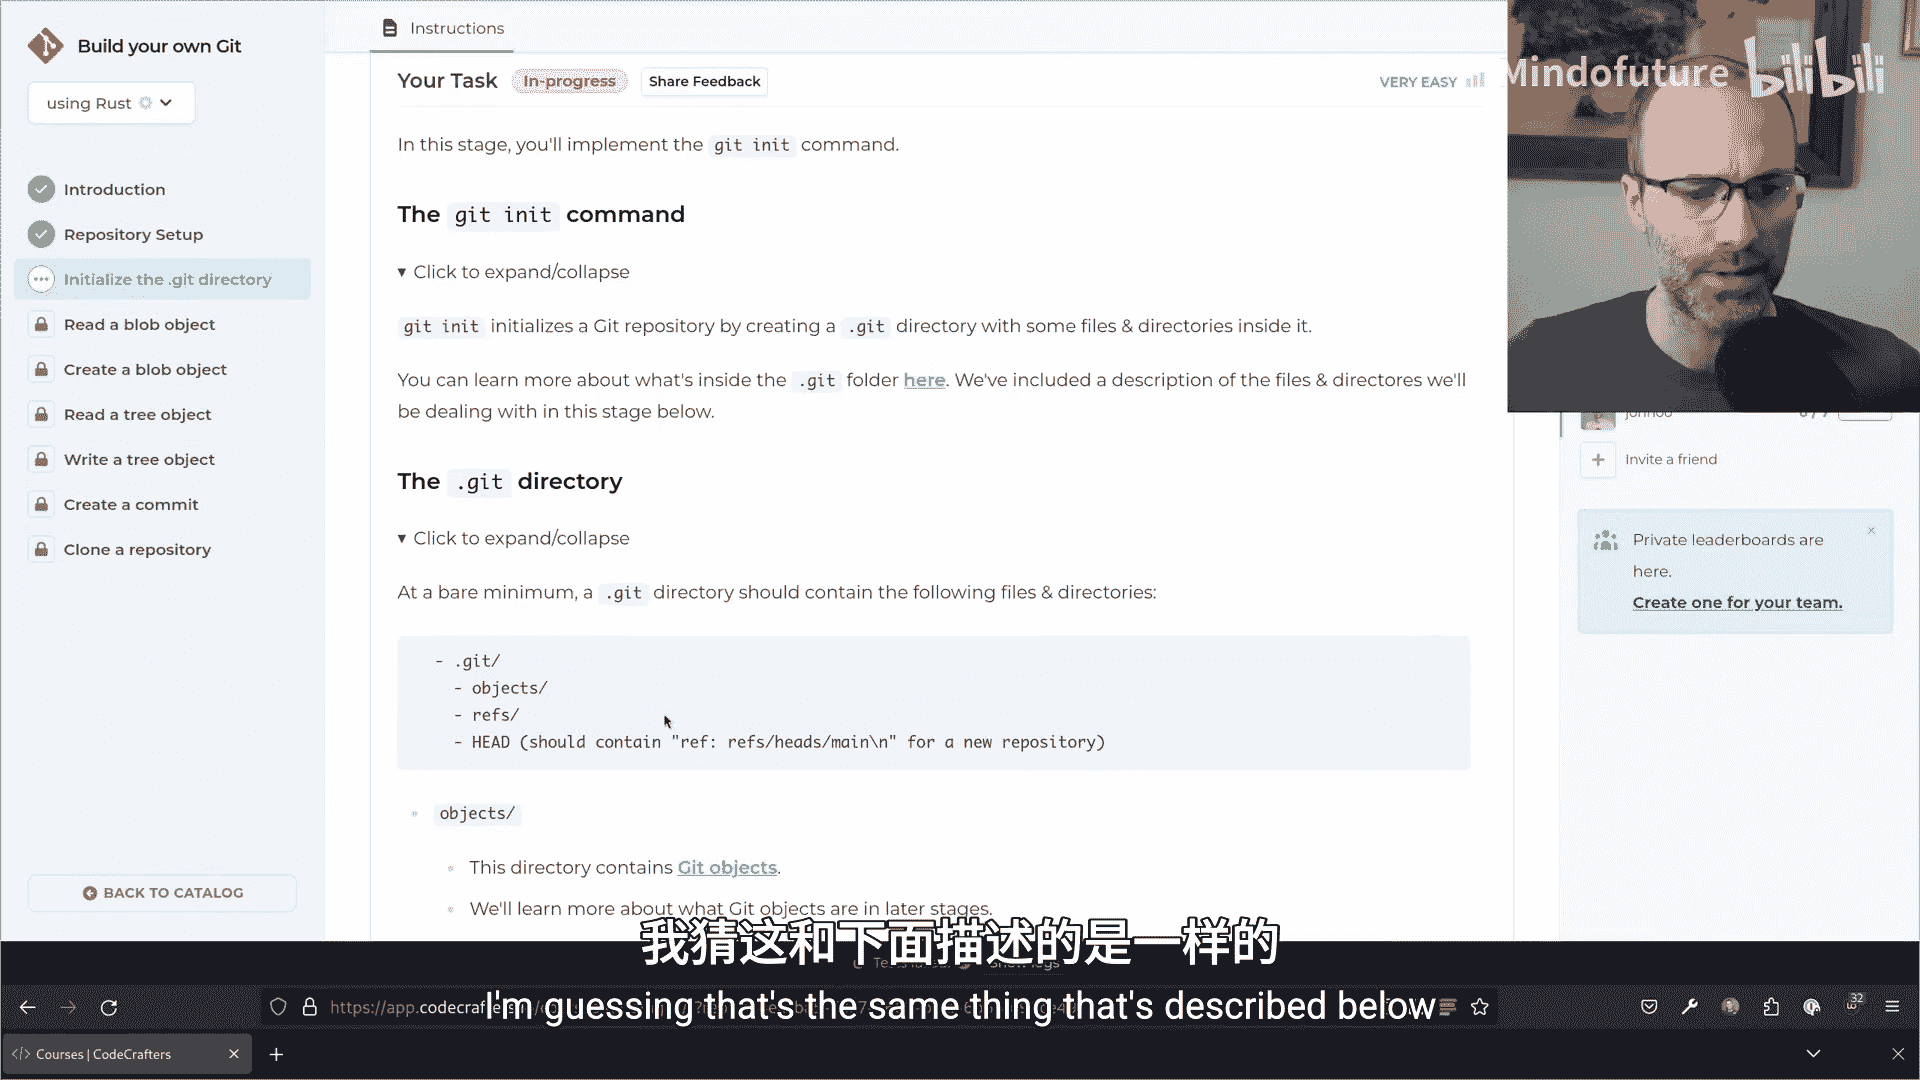 Build your own Git
using Rust
Introduction
Repository Setup
Initialize the .git directory
Read a blob object
Create a blob object
Read a tree object
Write a tree object
Create a commit
Clone a repository
BACK TO CATALOG
Instructions
Your Task
In-progress
Share Feedback
VERY EASY
In this stage, you'll implement the git init command.
The git init command
▾ Click to expand/collapse
git init initializes a Git repository by creating a .git directory with some files & directories inside it.
You can learn more about what's inside the .git folder here. We've included a description of the files & directores we'll
be dealing with in this stage below.
The .git directory
▾ Click to expand/collapse
At a bare minimum, a .git directory should contain the following files & directories:
- .git/
- objects/
- refs/
- HEAD (should contain "ref: refs/heads/main\n" for a new repository)
objects/
This directory contains Git objects.
We'll learn more about what Git objects are in later stages.
Mindofuture bilibili
Invite a friend
Private leaderboards are
here.
Create one for your team.
我猜这和下面描述的是一样的
I'm guessing that's the same thing that's described below
https://app.codecraf
32
Courses | CodeCrafters